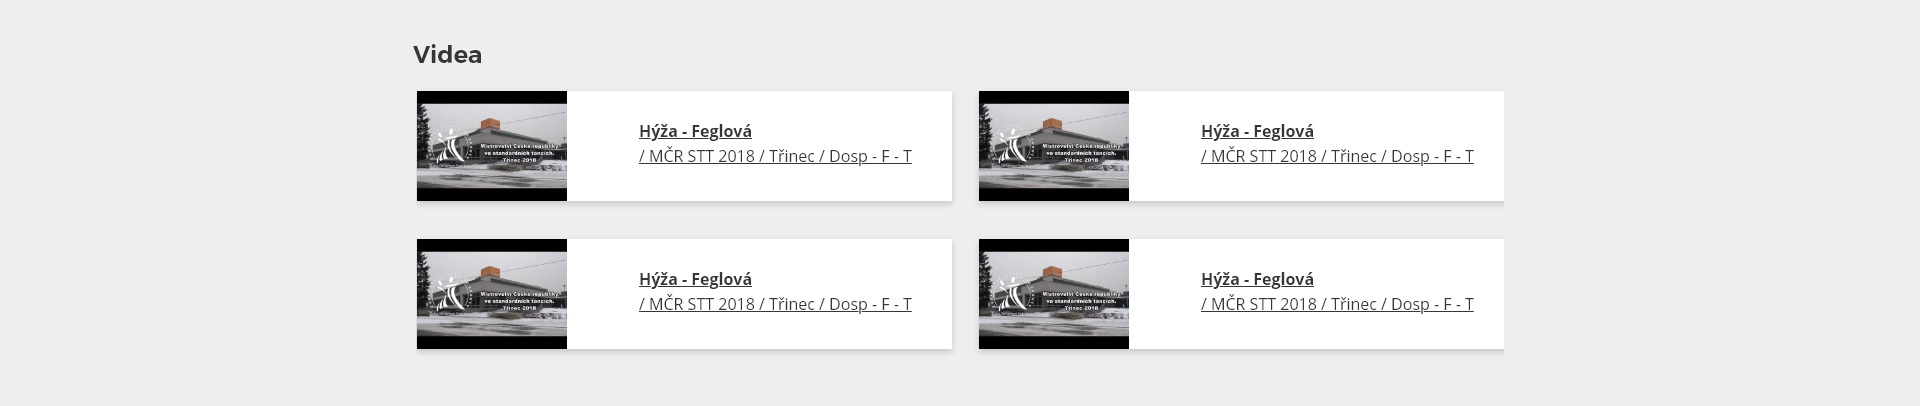 Videa
Mistrovství České republiky
ve standardních tancích,
Třinec 2018
Hýža - Feglová
/ MČR STT 2018 / Třinec / Dosp - F - T
Mistrovství České republiky
ve standardních tancích,
Třinec 2018
Hýža - Feglová
/ MČR STT 2018 / Třinec / Dosp - F - T
Mistrovství České republiky
ve standardních tancích,
Třinec 2018
Hýža - Feglová
/ MČR STT 2018 / Třinec / Dosp - F - T
Mistrovství České republiky
ve standardních tancích,
Třinec 2018
Hýža - Feglová
/ MČR STT 2018 / Třinec / Dosp - F - T